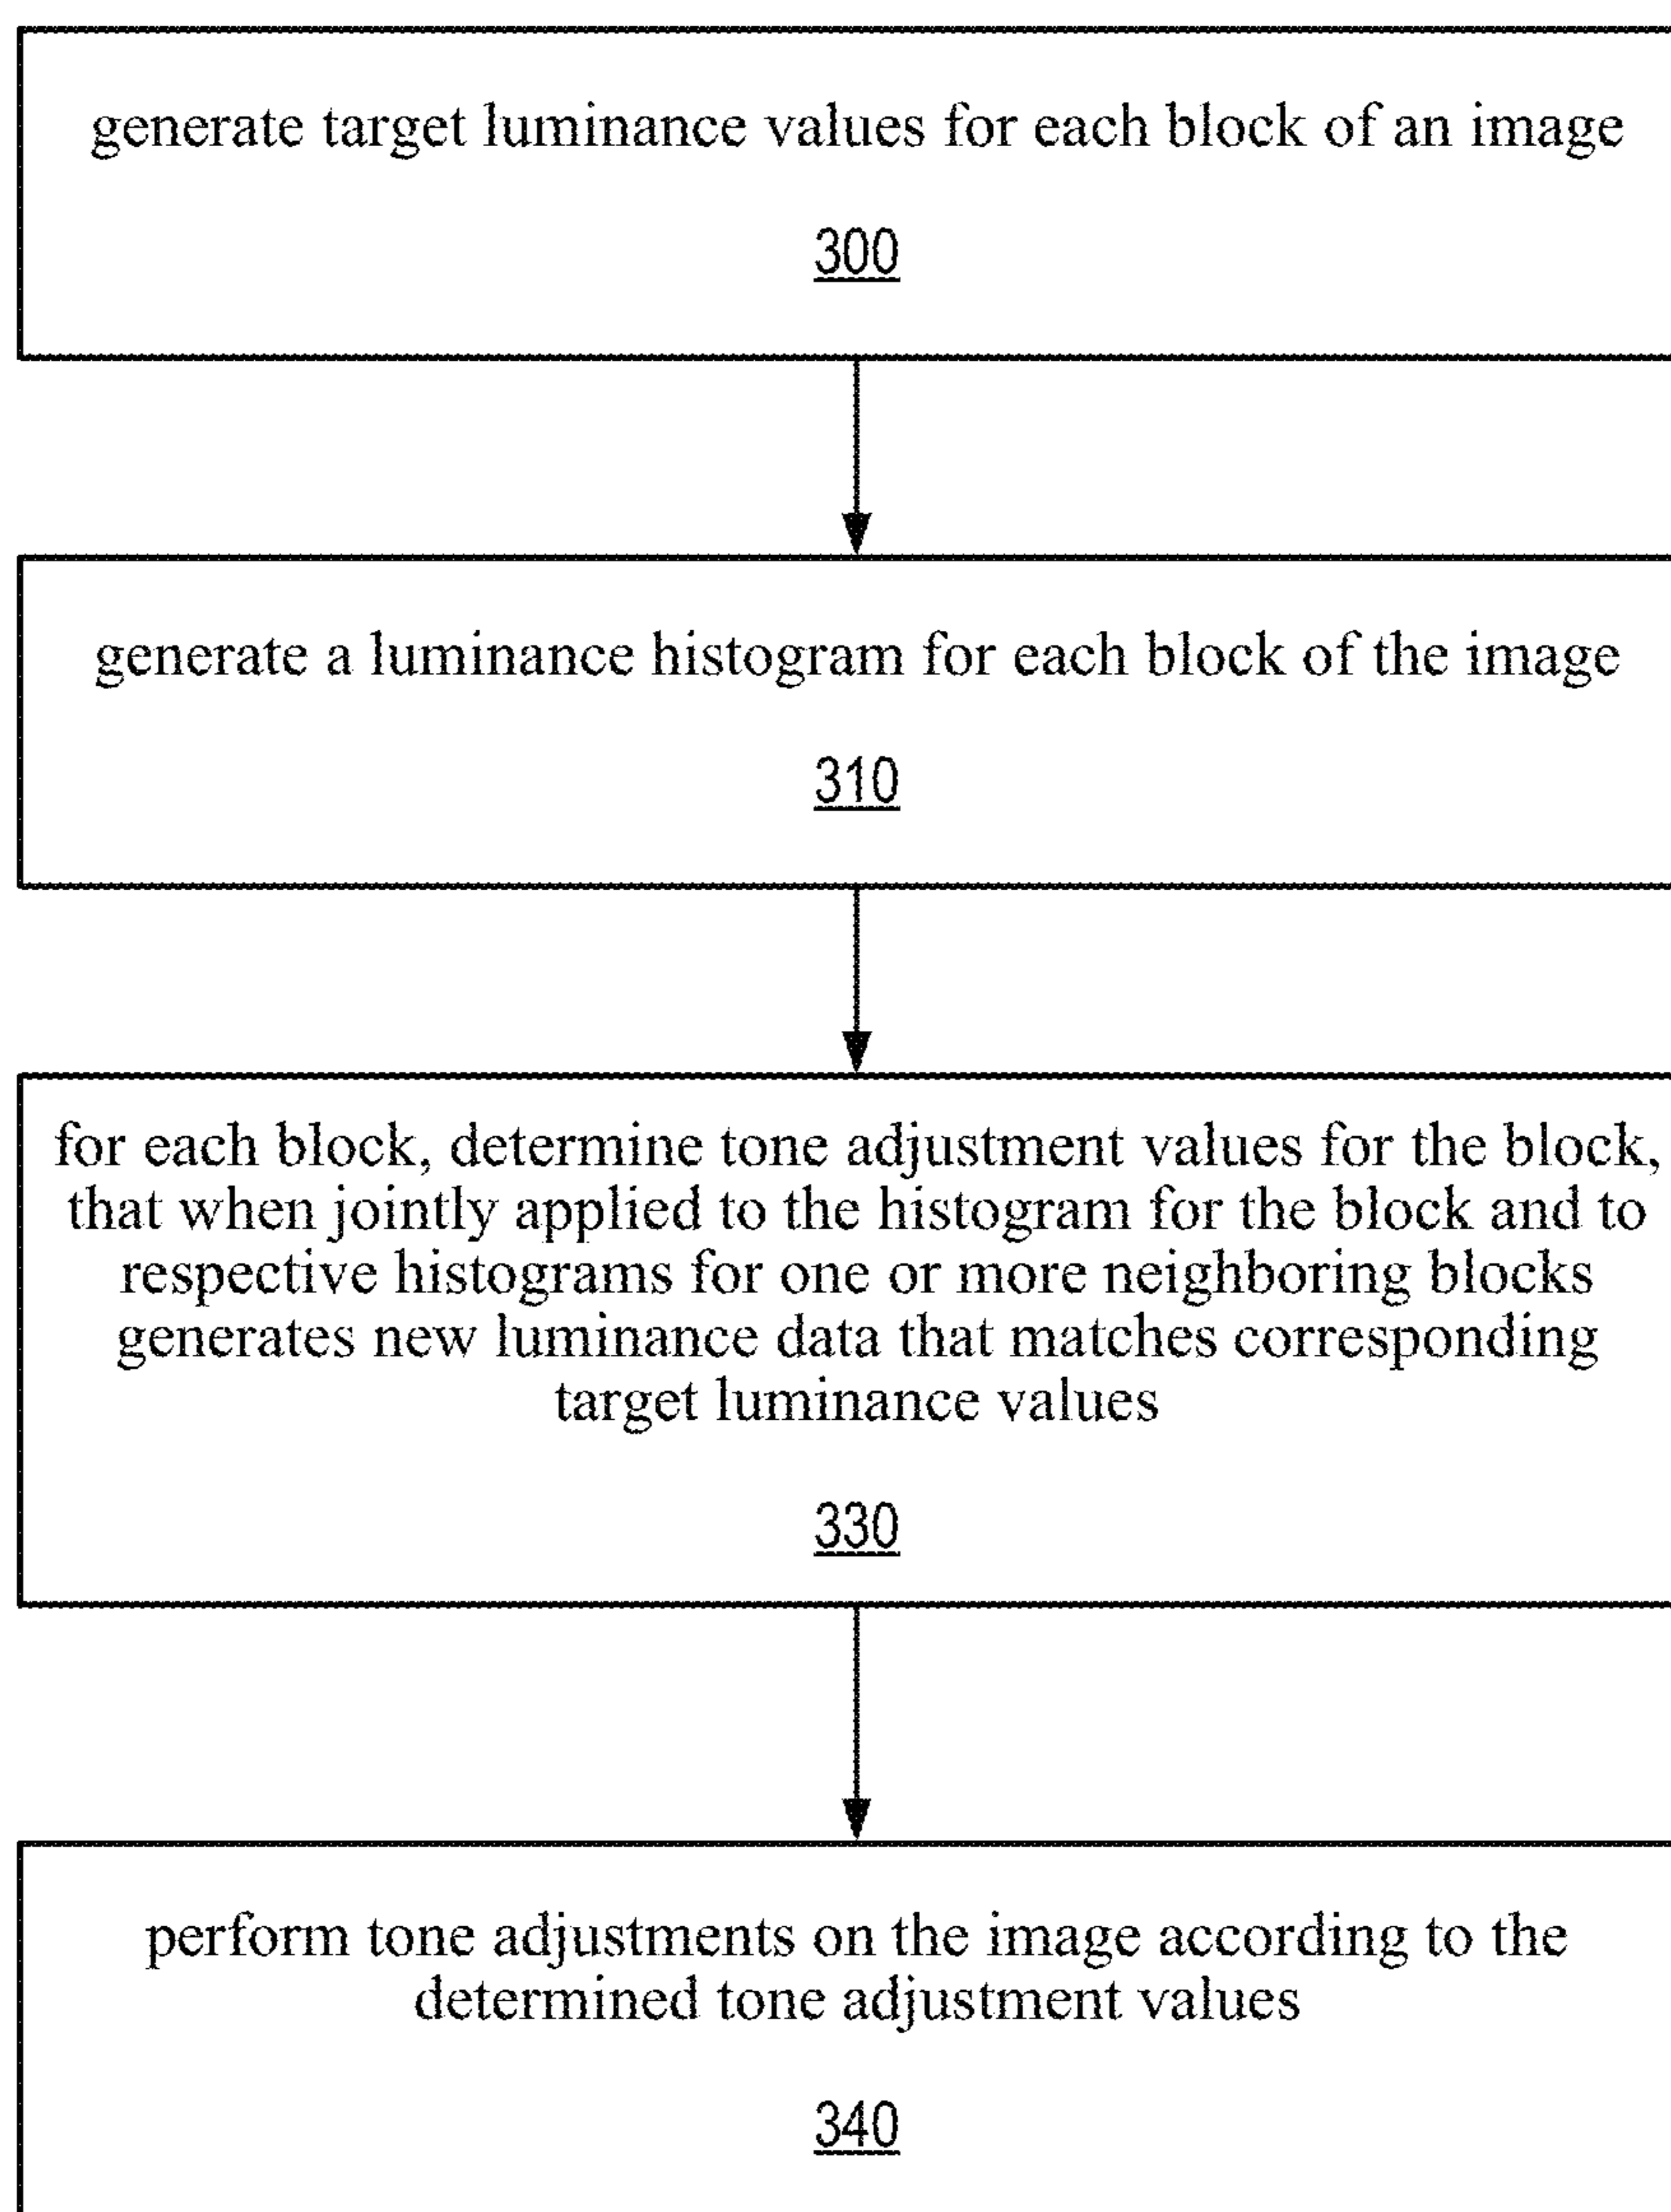 generate target luminance values for each block of an image
300
generate a luminance histogram for each block of the image
310
for each block, determine tone adjustment values for the block,
that when jointly applied to the histogram for the block and to
respective histograms for one or more neighboring blocks
generates new luminance data that matches corresponding
target luminance values
330
perform tone adjustments on the image according to the
determined tone adjustment values
340